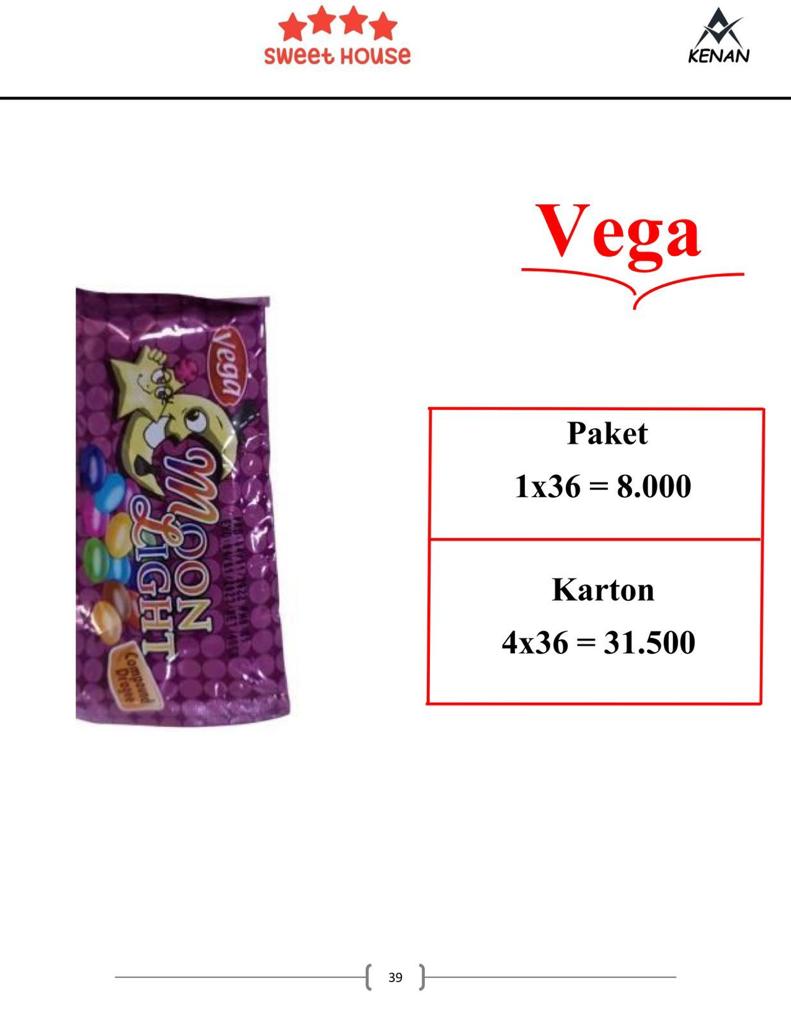 SWeet HOUSe
KENAN
Vega
Paket
1x36 = 8.000
Karton
4x36 = 31.500
vega
MOON
LIGHT
Compound
Dragee
39